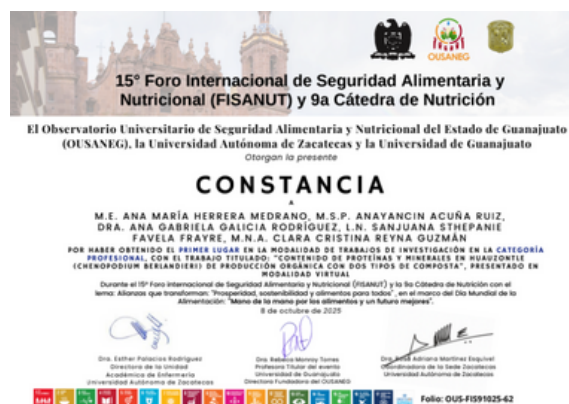 OUSANEG
15° Foro Internacional de Seguridad Alimentaria y
Nutricional (FISANUT) y 9a Cátedra de Nutrición
El Observatorio Universitario de Seguridad Alimentaria y Nutricional del Estado de Guanajuato
(OUSANEG), la Universidad Autónoma de Zacatecas y la Universidad de Guanajuato
Otorgan la presente
CONSTANCIA
A
M.E. ANA MARÍA HERRERA MEDRANO, M.S.P. ANAYANCIN ACUÑA RUIZ,
DRA. ANA GABRIELA GALICIA RODRÍGUEZ, L.N. SANJUANA STHEPANIE
FAVELA FRAYRE, M.N.A. CLARA CRISTINA REYNA GUZMÁN
POR HABER OBTENIDO EL PRIMER LUGAR EN LA MODALIDAD DE TRABAJOS DE INVESTIGACIÓN EN LA CATEGORÍA
PROFESIONAL, CON EL TRABAJO TITULADO: "CONTENIDO DE PROTEÍNAS Y MINERALES EN HUAUZONTLE
(CHENOPODIUM BERLANDIERI) DE PRODUCCIÓN ORGÁNICA CON DOS TIPOS DE COMPOSTA", PRESENTADO EN
MODALIDAD VIRTUAL
Durante el 15° Foro internacional de Seguridad Alimentaria y Nutricional (FISANUT) y la 9a Cátedra de Nutrición con el
lema: Alianzas que transforman: "Prosperidad, sostenibilidad y alimentos para todos", en el marco del Día Mundial de la
Alimentación: "Mano de la mano por los alimentos y un futuro mejores".
8 de octubre de 2025
Dra. Esther Palacios Rodríguez
Directora de la Unidad
Académica de Enfermería
Universidad Autónoma de Zacatecas
Dra. Rebeca Monroy Torres
Profesora Titular del evento
Universidad de Guanajuato
Directora Fundadora del OUSANEG
Dra. José Adriana Martínez Esquivel
Coordinadora de la Sede Zacatecas
Universidad Autónoma de Zacatecas
Folio: OUS-FIS91025-62